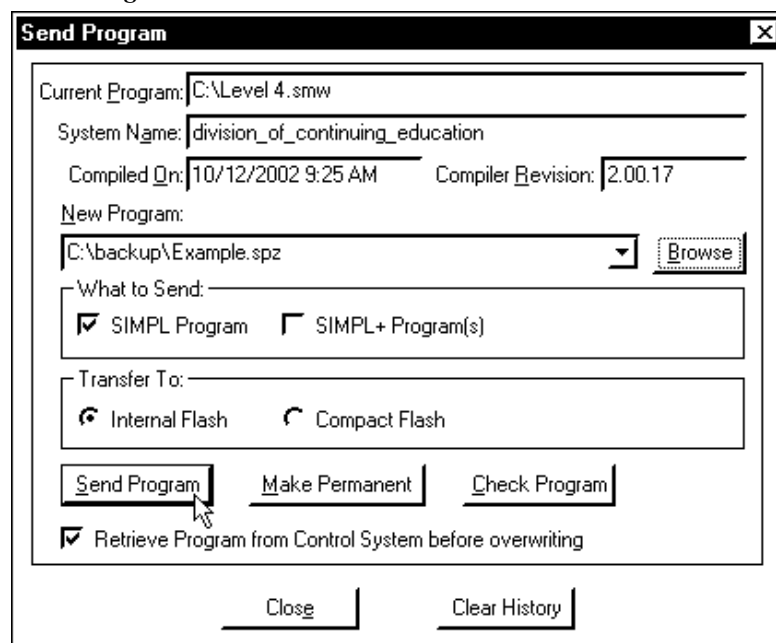 Send Program
Current Program: C:\Level 4.smw
System Name: division_of_continuing_education
Compiled On: 10/12/2002 9:25 AM Compiler Revision: 2.00.17
New Program:
C:\backup\Example.spz Browse
What to Send:
SIMPL Program SIMPL+ Program(s)
Transfer To:
Internal Flash Compact Flash
Send Program Make Permanent Check Program
Retrieve Program from Control System before overwriting
Close Clear History